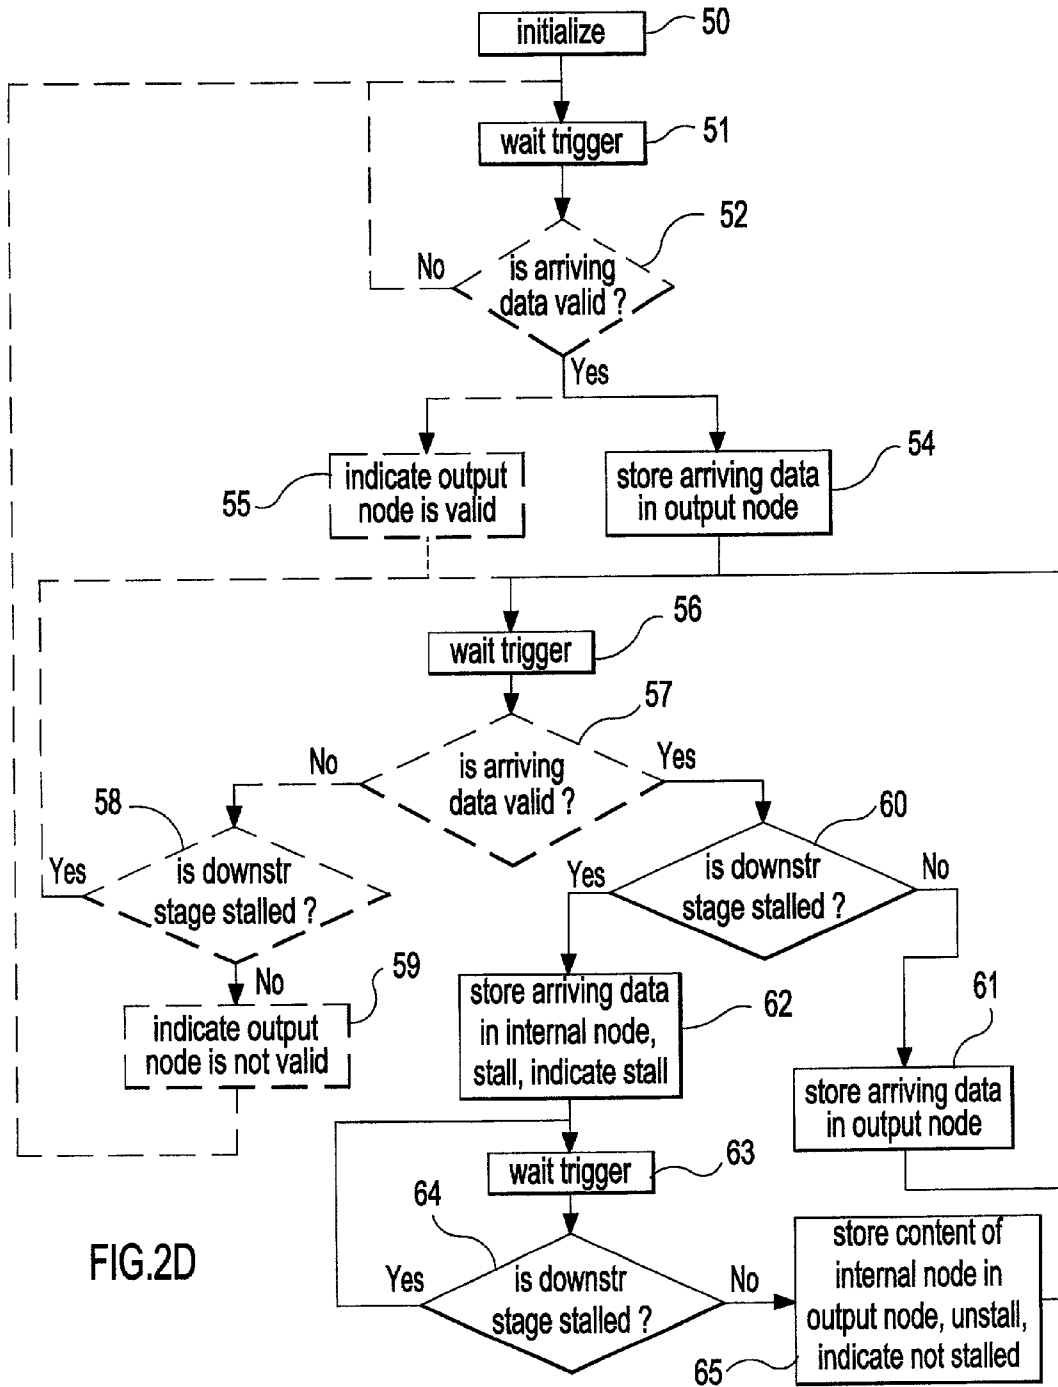 initialize
50
wait trigger
51
52
No
is arriving
data valid ?
Yes
54
55
indicate output
node is valid
store arriving data
in output node
56
wait trigger
57
No
is arriving
data valid ?
Yes
58
60
Yes
is downstr
stage stalled ?
Yes
is downstr
stage stalled ?
No
No
59
indicate output
node is not valid
store arriving data
in internal node,
stall, indicate stall
62
61
store arriving data
in output node
wait trigger
63
64
FIG.2D
Yes
is downstr
stage stalled ?
No
store content of
internal node in
output node, unstall,
indicate not stalled
65